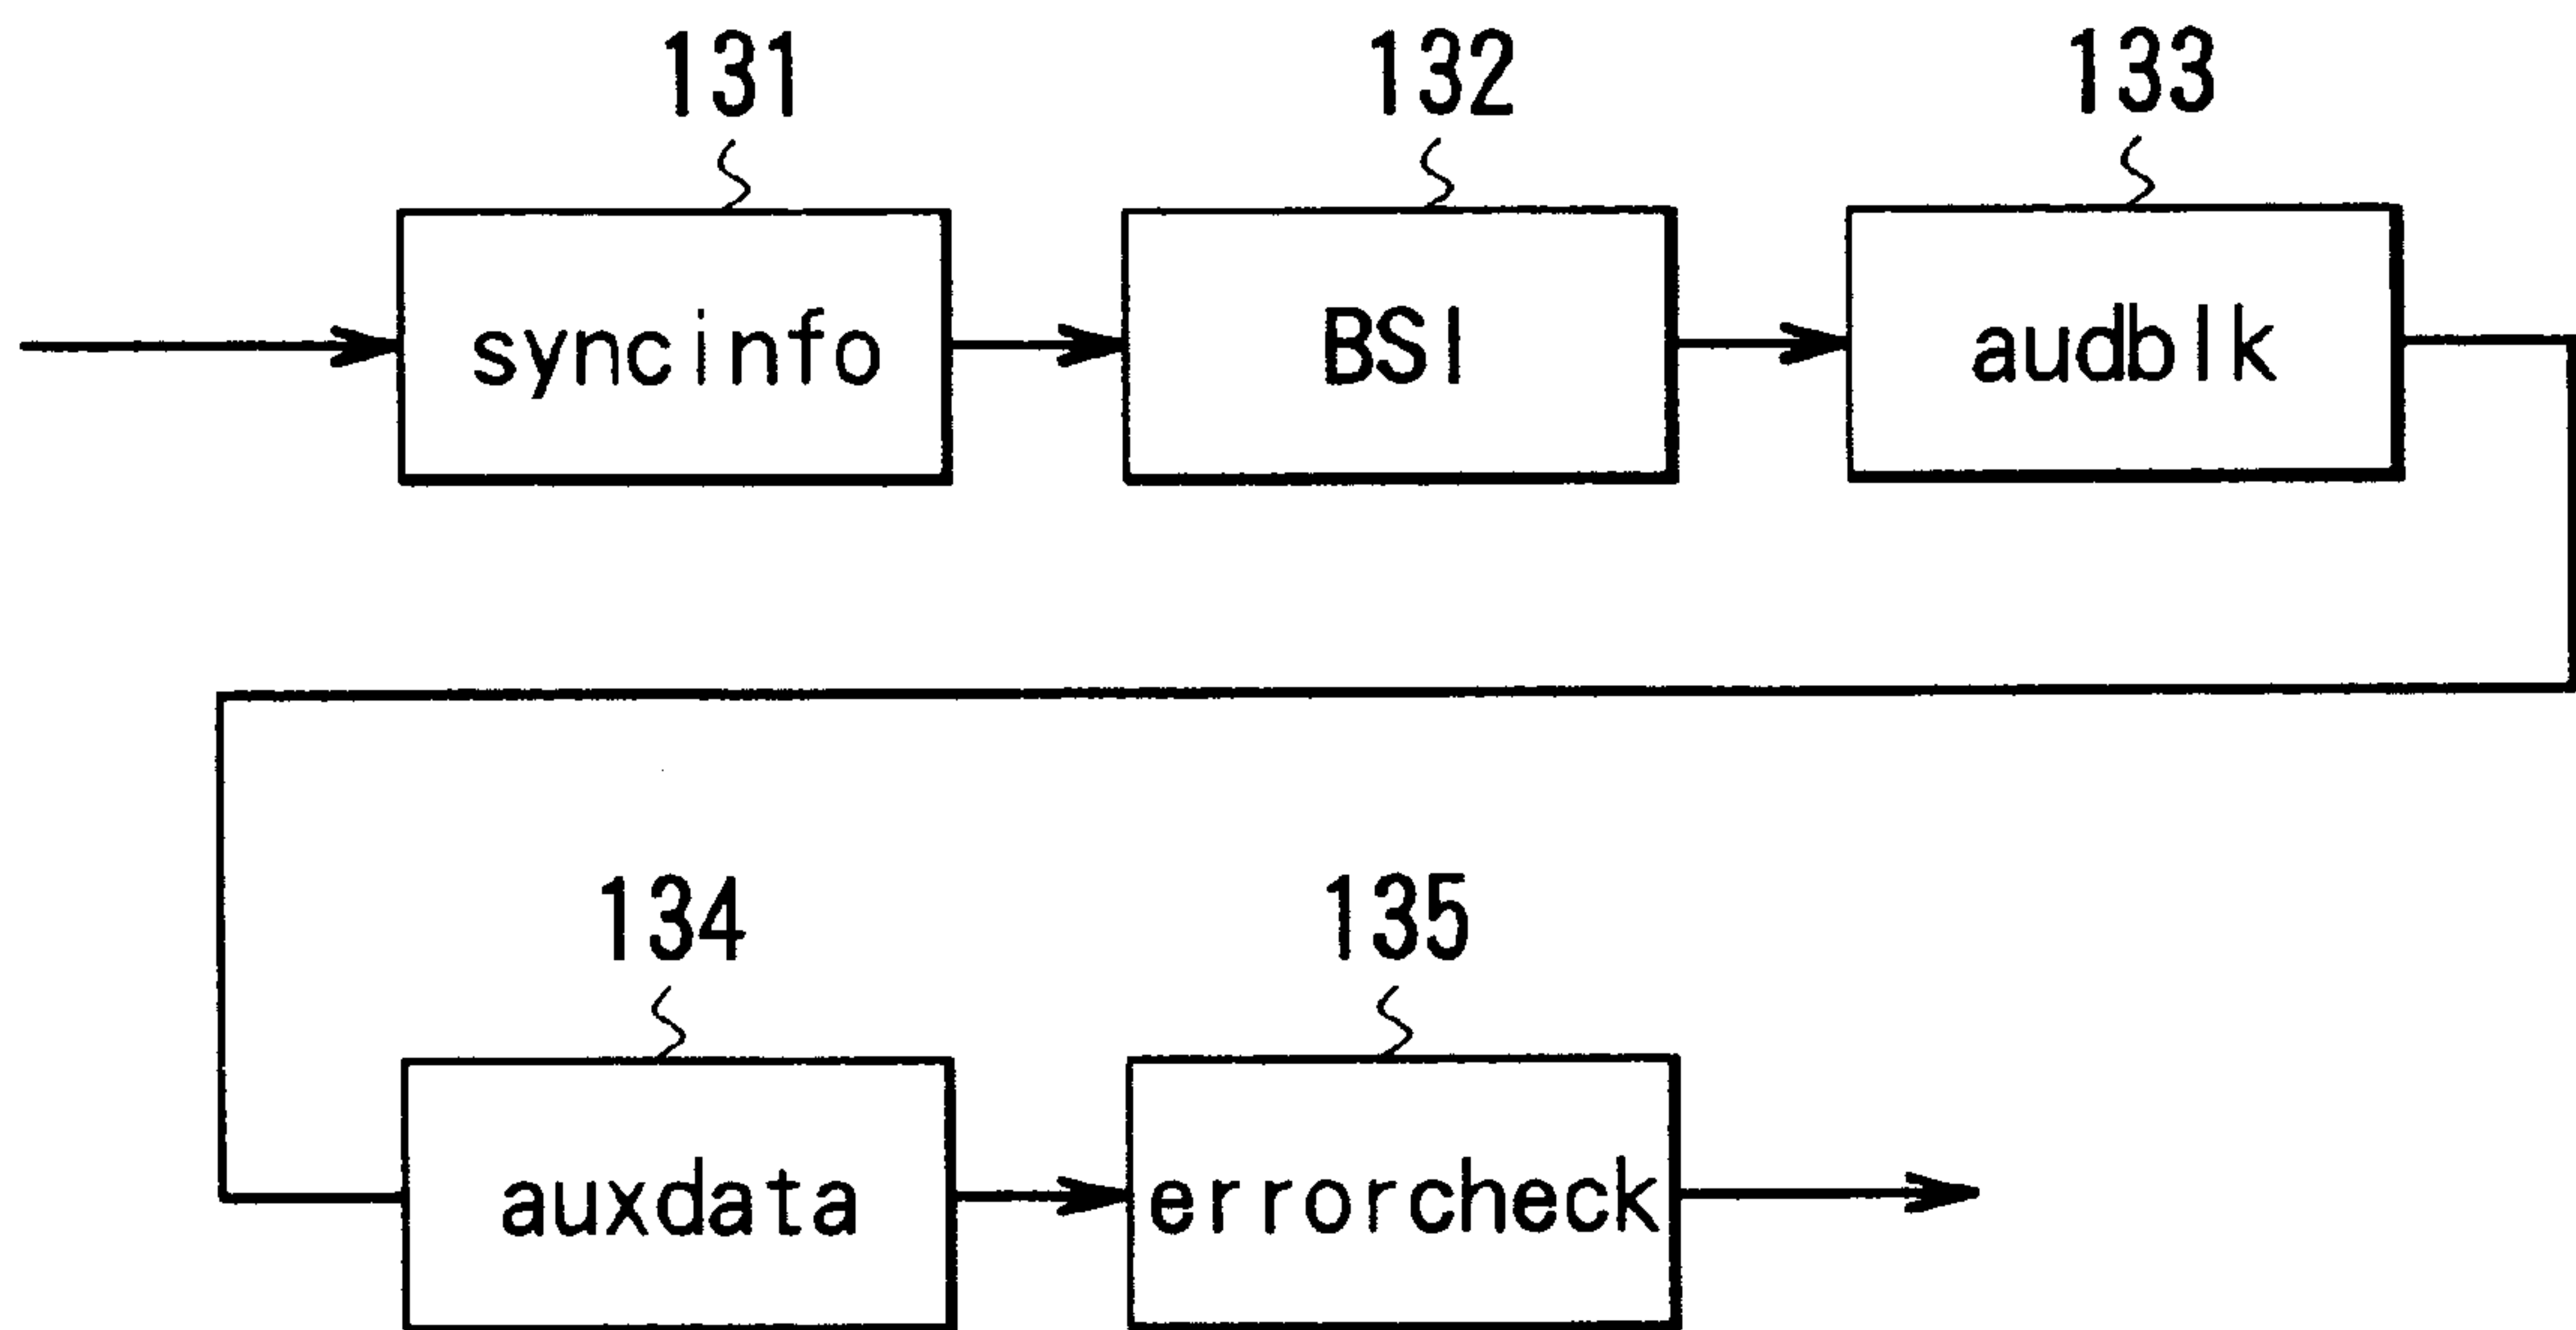 131 132 133
syncinfo BSI audblk
134 135
auxdata errorcheck